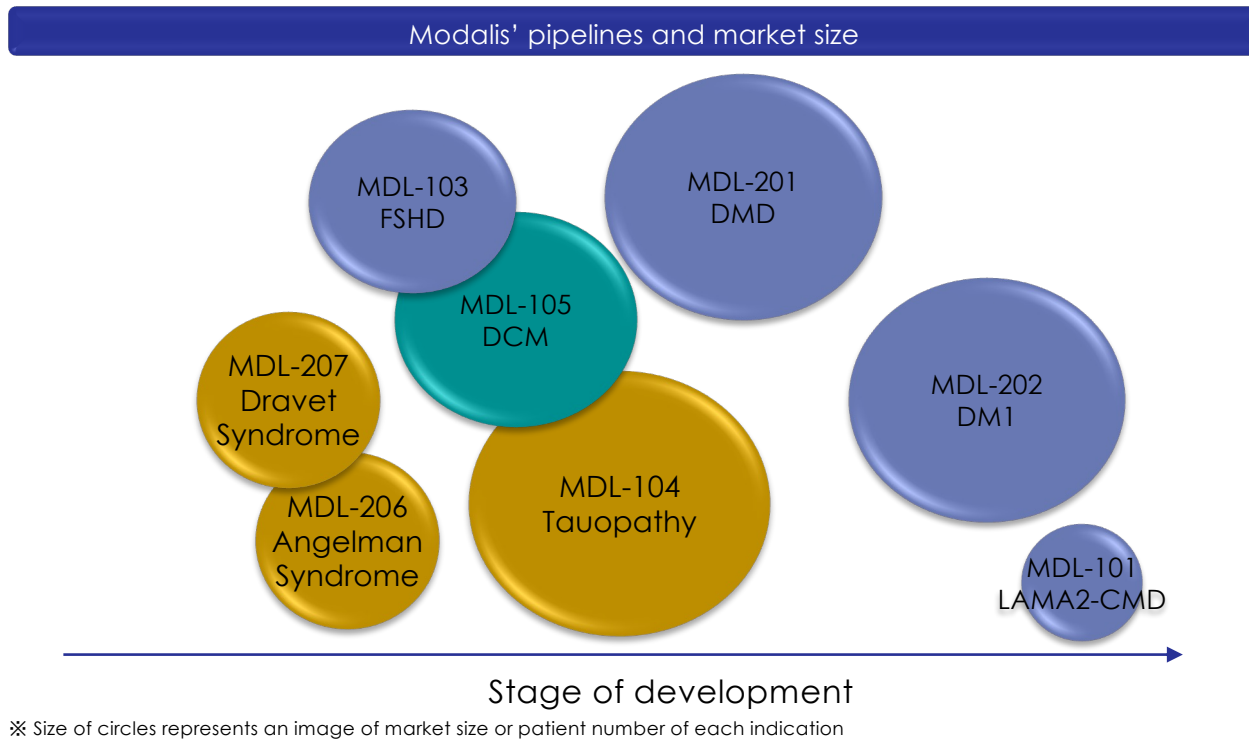 Modalis’ pipelines and market size
MDL-103
FSHD
MDL-201
DMD
MDL-105
DCM
MDL-207
Dravet
Syndrome
MDL-202
DM1
MDL-104
Tauopathy
MDL-206
Angelman
Syndrome
MDL-101
LAMA2-CMD
Stage of development
※ Size of circles represents an image of market size or patient number of each indication